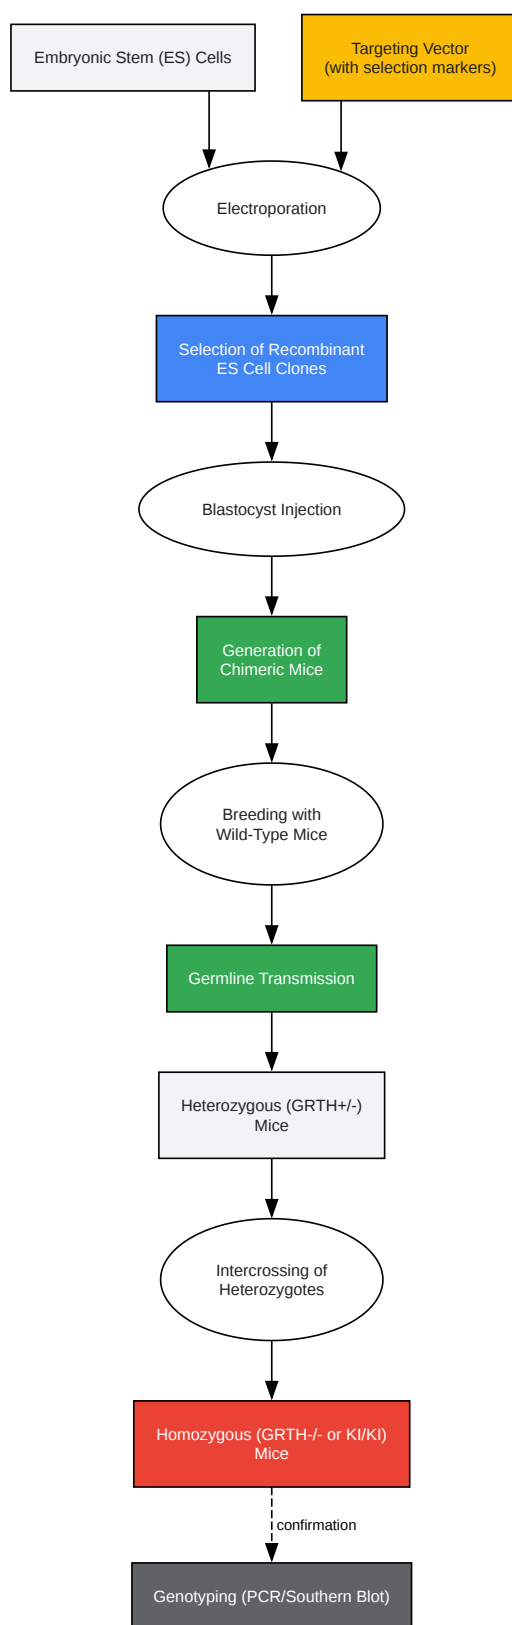 Embryonic Stem (ES) Cells
Targeting Vector
(with selection markers)
Electroporation
Selection of Recombinant
ES Cell Clones
Blastocyst Injection
Generation of
Chimeric Mice
Breeding with
Wild-Type Mice
Germline Transmission
Heterozygous (GRTH+/-)
Mice
Intercrossing of
Heterozygotes
Homozygous (GRTH-/- or KI/KI)
Mice
confirmation
Genotyping (PCR/Southern Blot)